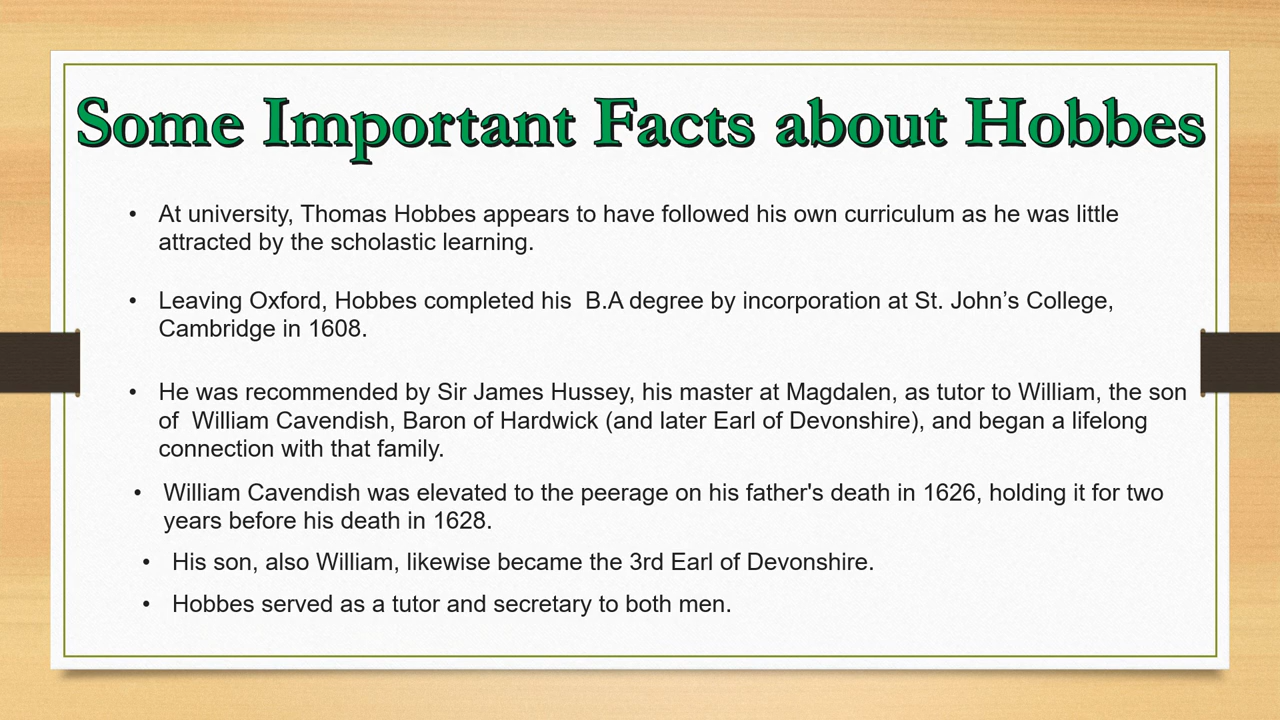 Some Important Facts about Hobbes
• At university, Thomas Hobbes appears to have followed his own curriculum as he was little
attracted by the scholastic learning.
• Leaving Oxford, Hobbes completed his  B.A degree by incorporation at St. John’s College,
Cambridge in 1608.
• He was recommended by Sir James Hussey, his master at Magdalen, as tutor to William, the son
of  William Cavendish, Baron of Hardwick (and later Earl of Devonshire), and began a lifelong
connection with that family.
• William Cavendish was elevated to the peerage on his father's death in 1626, holding it for two
years before his death in 1628.
• His son, also William, likewise became the 3rd Earl of Devonshire.
• Hobbes served as a tutor and secretary to both men.